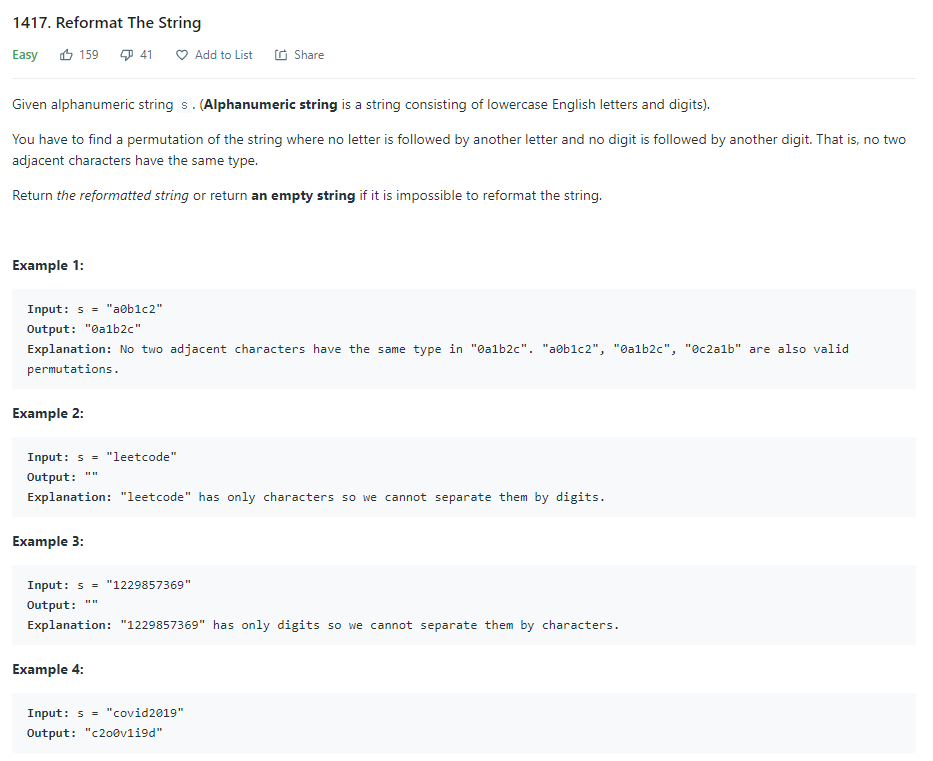 1417. Reformat The String
Easy 159 41 Add to List Share
Given alphanumeric string s . (Alphanumeric string is a string consisting of lowercase English letters and digits).
You have to find a permutation of the string where no letter is followed by another letter and no digit is followed by another digit. That is, no two
adjacent characters have the same type.
Return the reformatted string or return an empty string if it is impossible to reformat the string.
Example 1:
Input: s = "a0b1c2"
Output: "0a1b2c"
Explanation: No two adjacent characters have the same type in "0a1b2c". "a0b1c2", "0a1b2c", "0c2a1b" are also valid
permutations.
Example 2:
Input: s = "leetcode"
Output: ""
Explanation: "leetcode" has only characters so we cannot separate them by digits.
Example 3:
Input: s = "1229857369"
Output: ""
Explanation: "1229857369" has only digits so we cannot separate them by characters.
Example 4:
Input: s = "covid2019"
Output: "c2o0v1i9d"